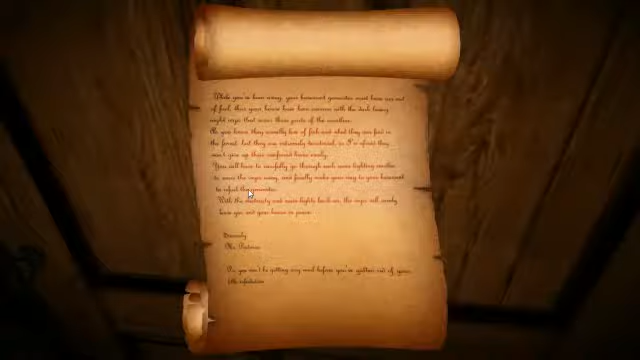 While you've been away, your basement generator must have run out
of fuel, thus your house have been overrun with the dark loving
night imps that roam these parts of the
As you know, they usually live of fish and what they can find in
the forest, but they are extremely territorial, so I'm afraid they
won't give up their newfound home easily.
You will have to carefully go through each room lighting candles
to scare the imps away, and finally make your way to your basement
to refuel the generator.
With the electricity and main-lights back on, the imps will surely
leave you and your house in peace.
Sincerely
Mr.
Ps. you won't be getting any mail before you've gotten rid of your
little infestation